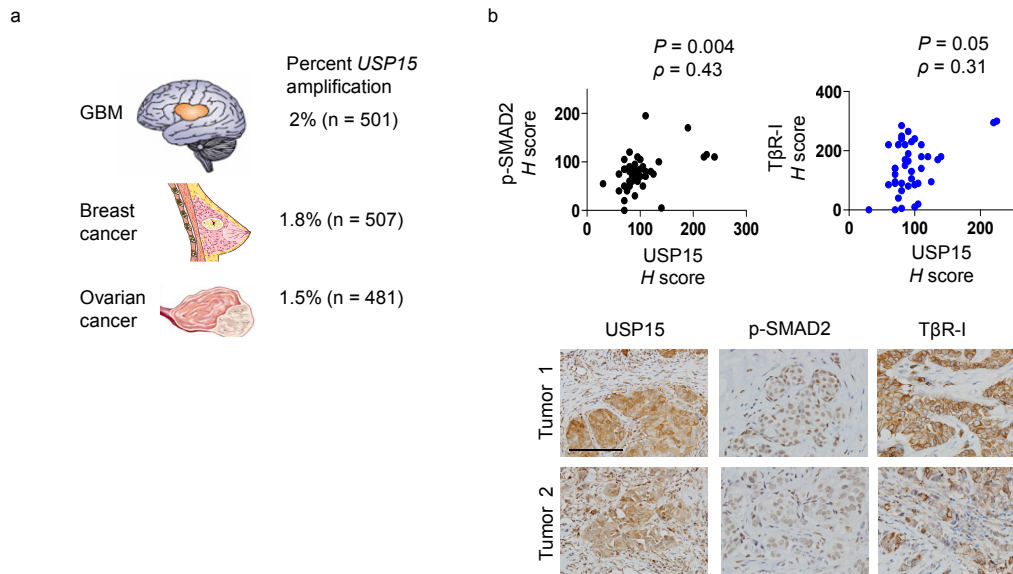 a
Percent USP15
amplification
GBM
2% (n = 501)
Breast
cancer
1.8% (n = 507)
Ovarian
cancer
1.5% (n = 481)
b
P = 0.004
ρ = 0.43
p-SMAD2
H score
200
100
0
0 100 200 300
USP15
H score
P = 0.05
ρ = 0.31
TβR-I
H score
400
200
0
0 100 200
USP15
H score
USP15 p-SMAD2 TβR-I
Tumor 1
Tumor 2